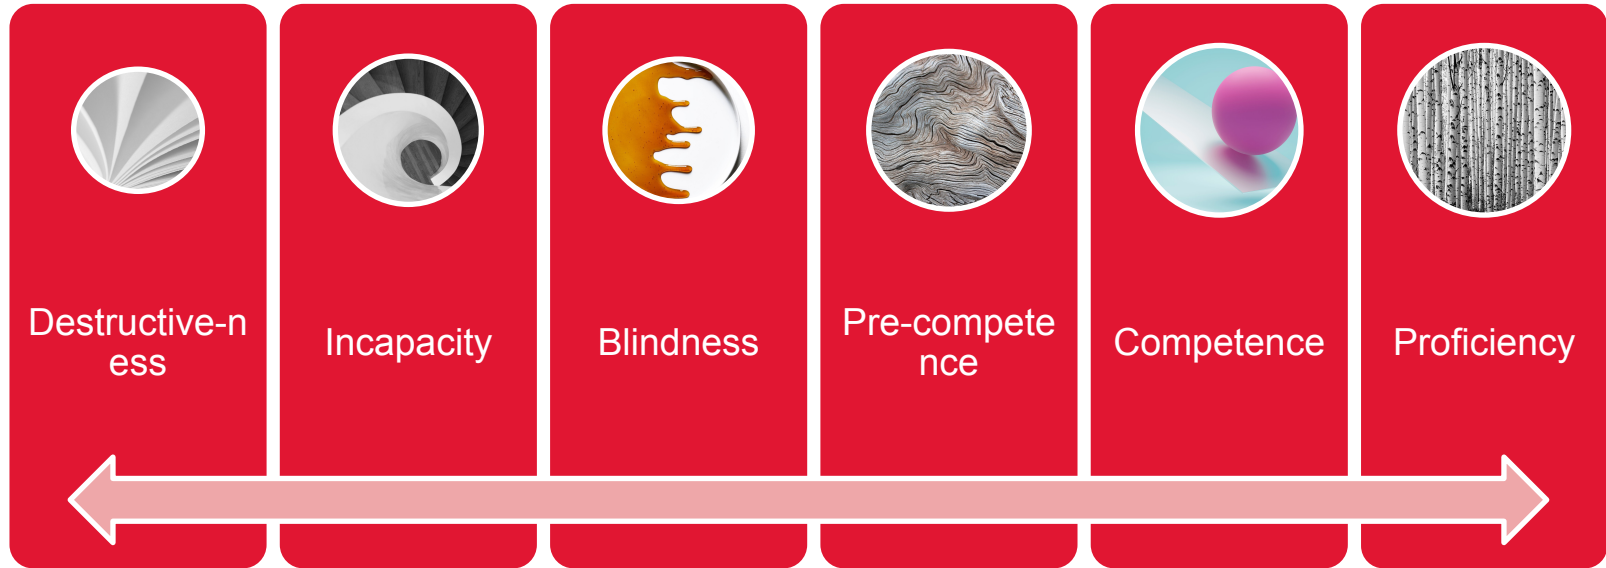 Destructive-n
ess
Incapacity
Blindness
Pre-compete
nce
Competence
Proficiency